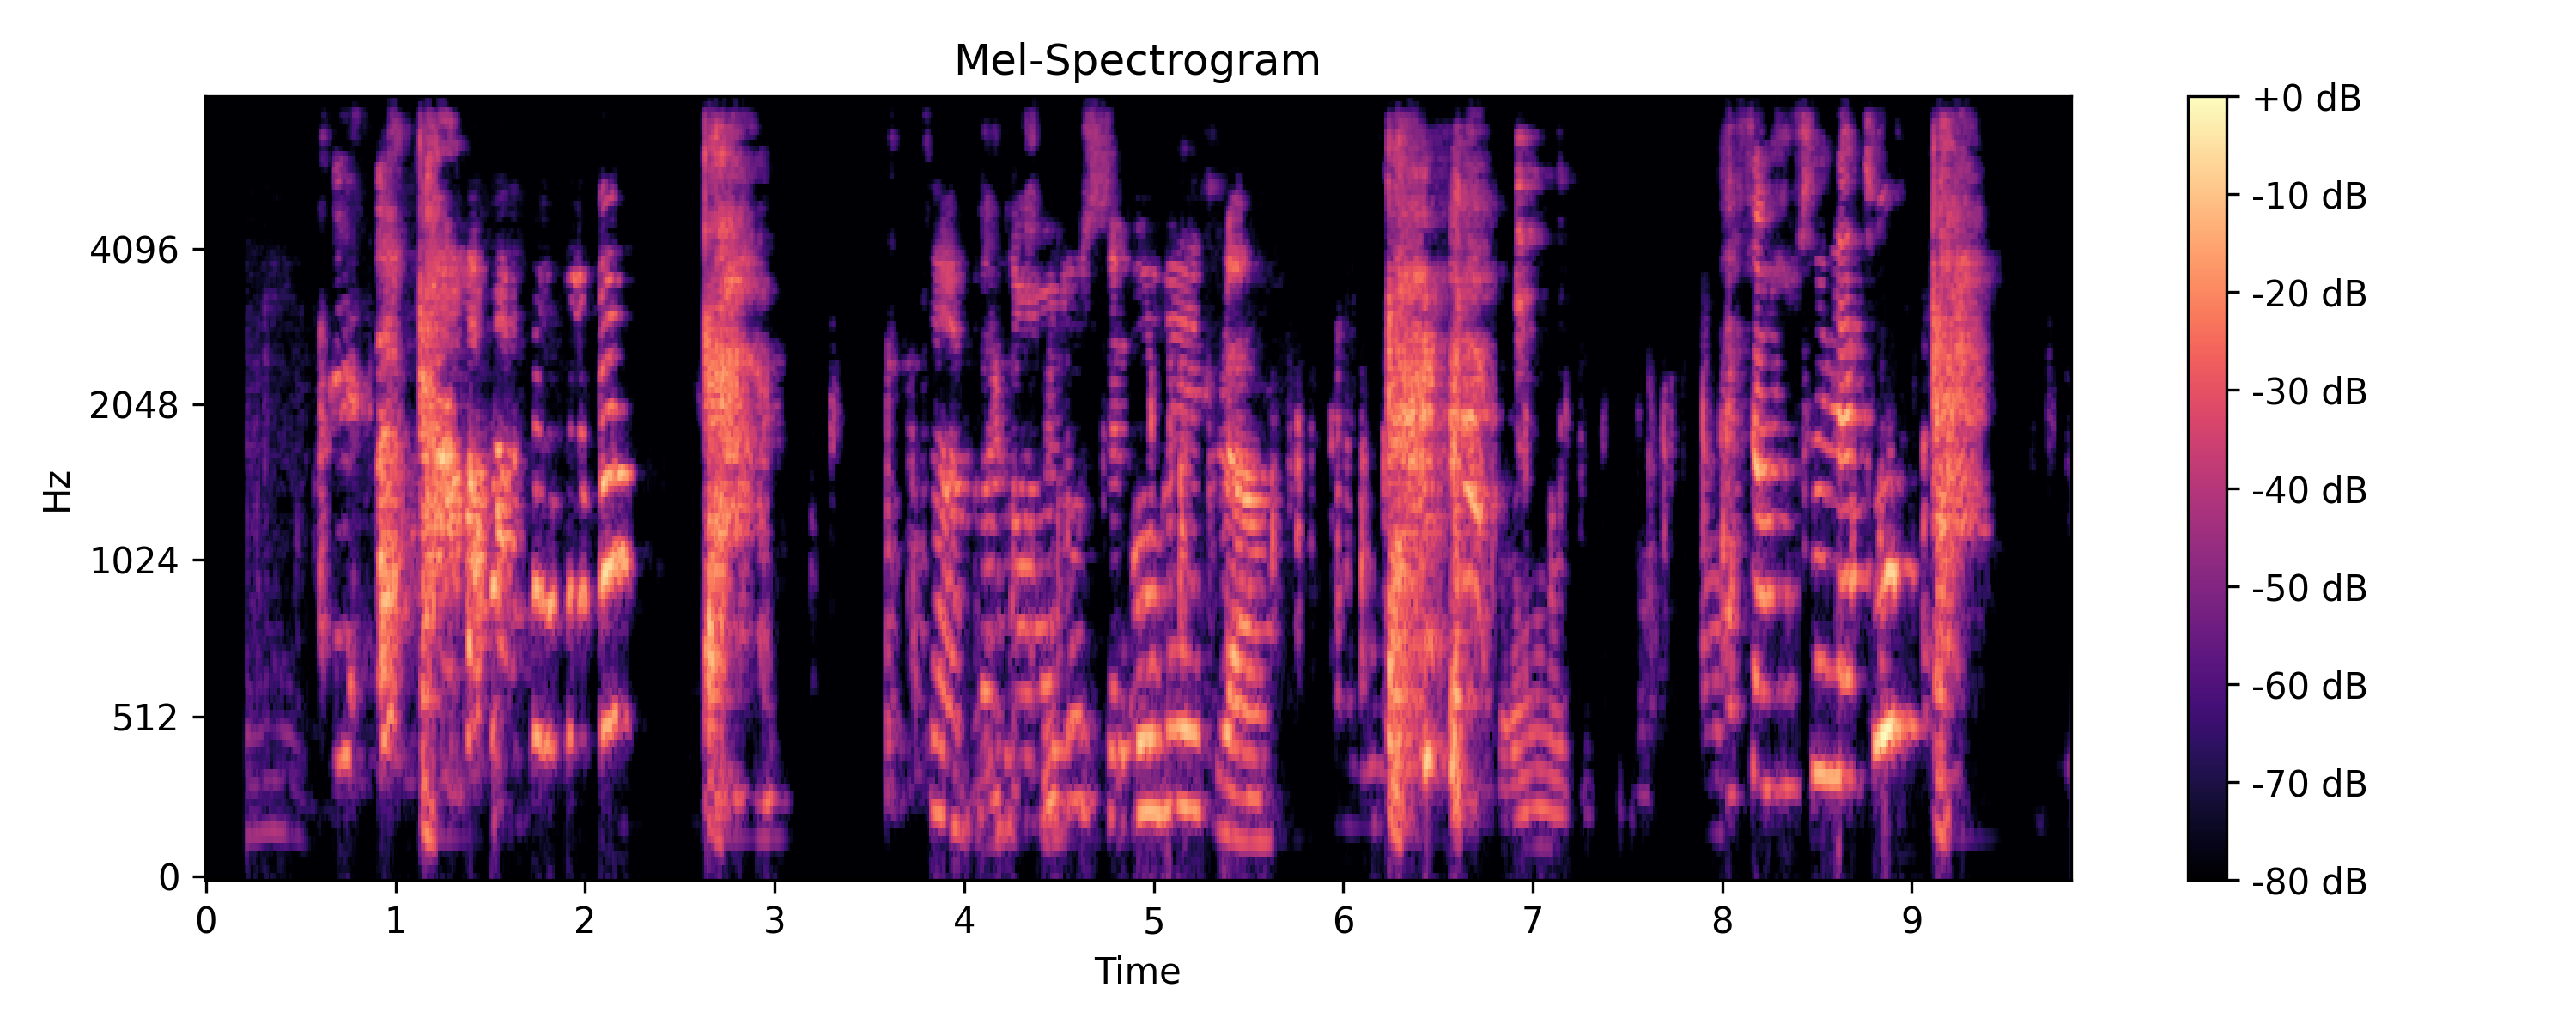 Mel-Spectrogram
+0 dB
-10 dB
-20 dB
-30 dB
-40 dB
-50 dB
-60 dB
-70 dB
-80 dB
4096
2048
1024
512
0
Hz
0 1 2 3 4 5 6 7 8 9
Time